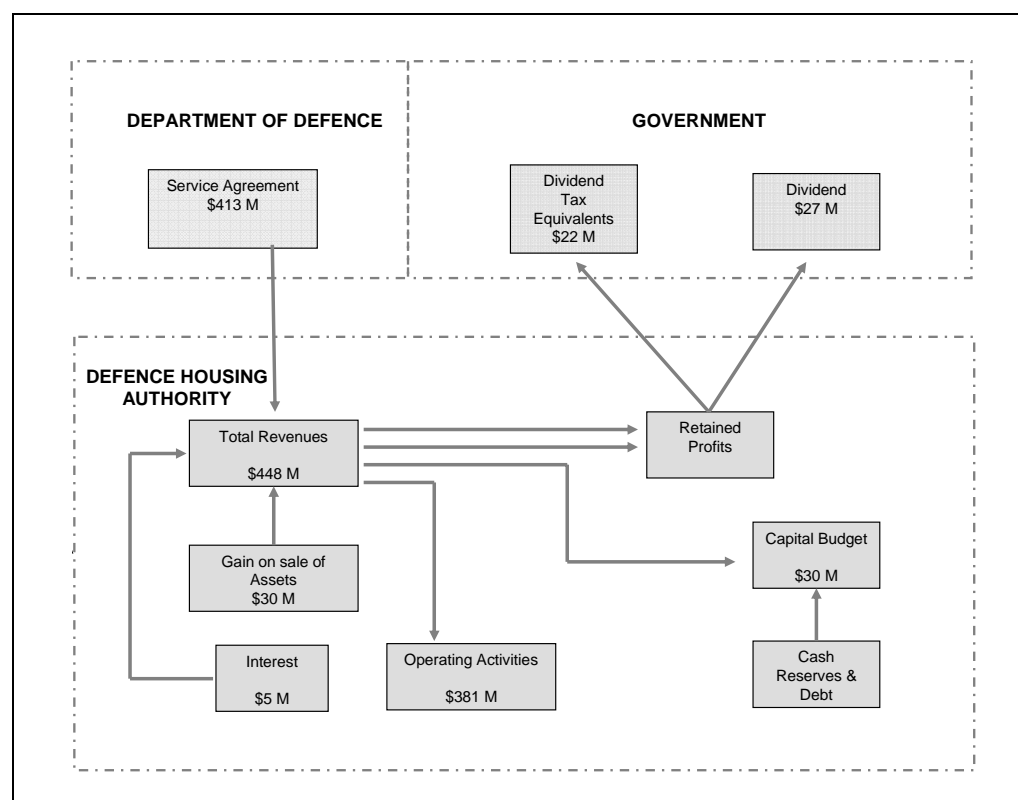 DEPARTMENT OF DEFENCE
GOVERNMENT
Service Agreement
$413 M
Dividend
Tax
Equivalents
$22 M
Dividend
$27 M
DEFENCE HOUSING
AUTHORITY
Total Revenues
$448 M
Retained
Profits
Gain on sale of
Assets
$30 M
Capital Budget
$30 M
Interest
$5 M
Operating Activities
$381 M
Cash
Reserves &
Debt